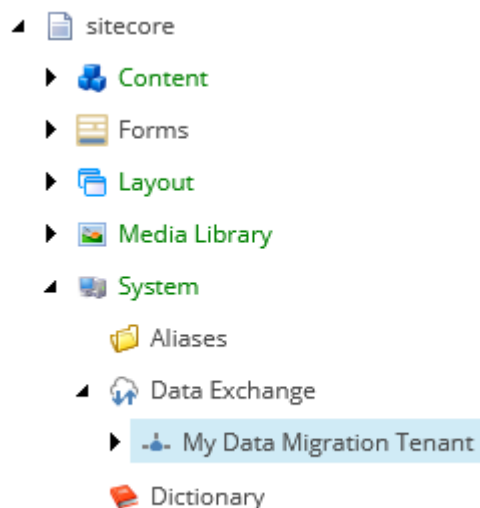 sitecore
Content
Forms
Layout
Media Library
System
Aliases
Data Exchange
My Data Migration Tenant
Dictionary